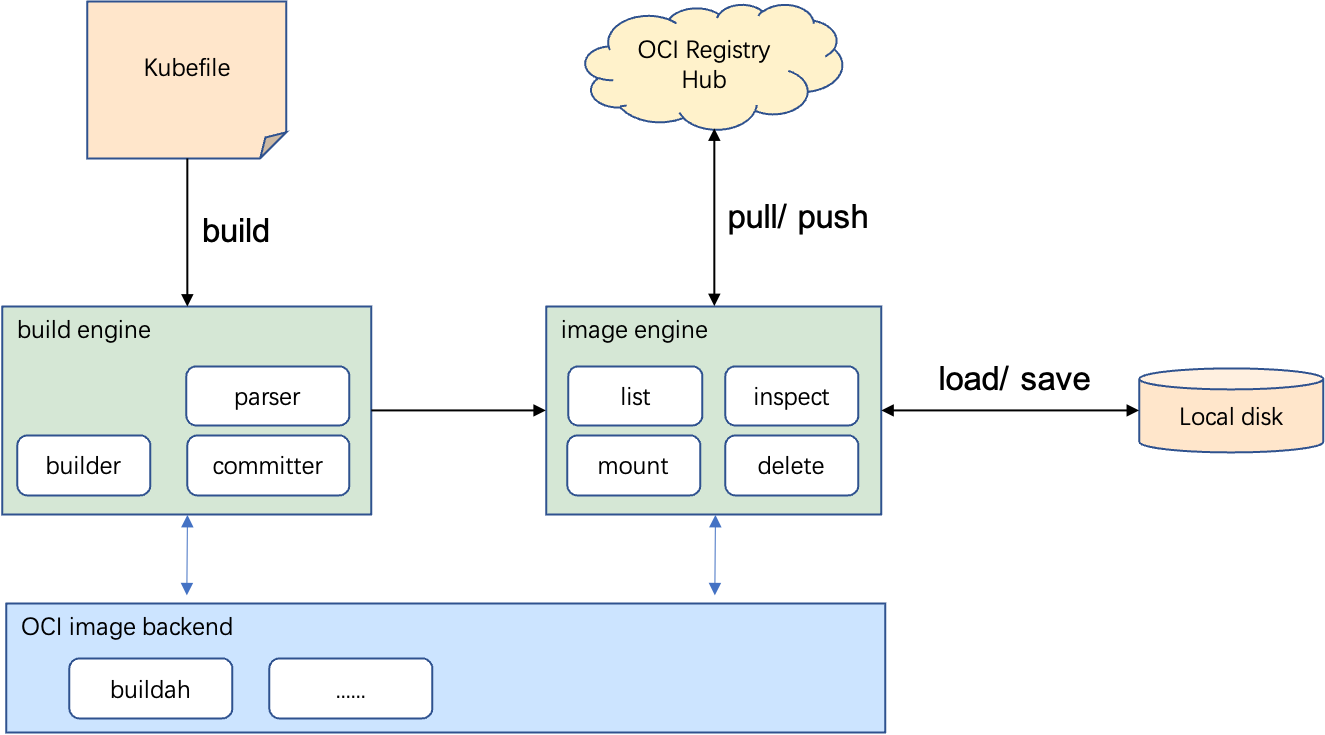 Kubefile
OCI Registry
Hub
build
pull/ push
build engine
parser
builder
committer
image engine
list
inspect
mount
delete
load/ save
Local disk
OCI image backend
buildah
......